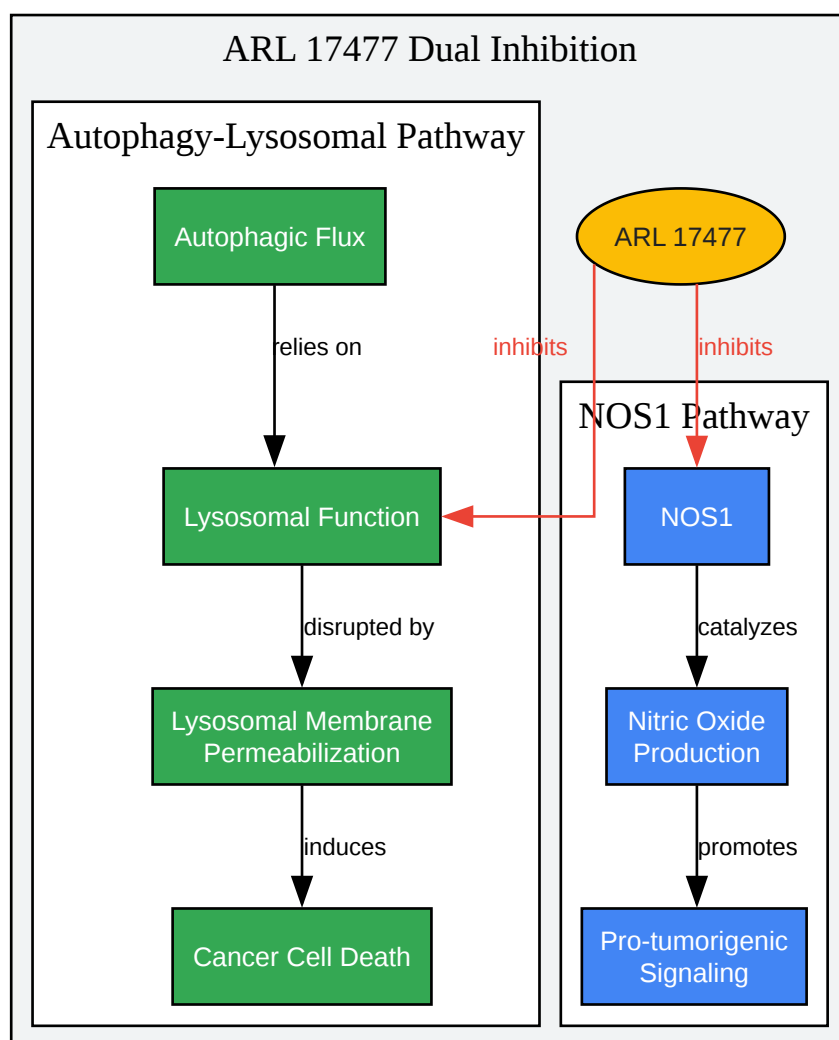 ARL 17477 Dual Inhibition
Autophagy-Lysosomal Pathway
Autophagic Flux
ARL 17477
relies on
inhibits
inhibits
NOS1 Pathway
Lysosomal Function
NOS1
disrupted by
catalyzes
Lysosomal Membrane
Permeabilization
Nitric Oxide
Production
induces
promotes
Cancer Cell Death
Pro-tumorigenic
Signaling